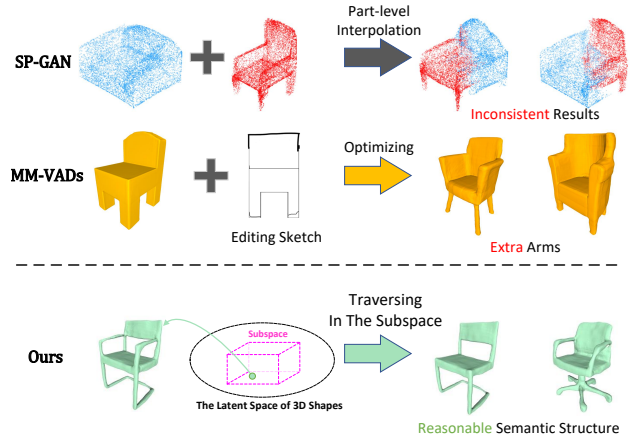 SP-GAN
Part-level
Interpolation
Inconsistent Results
MM-VADs
Optimizing
Editing Sketch
Extra Arms
Ours
Subspace
The Latent Space of 3D Shapes
Traversing
In The Subspace
Reasonable Semantic Structure